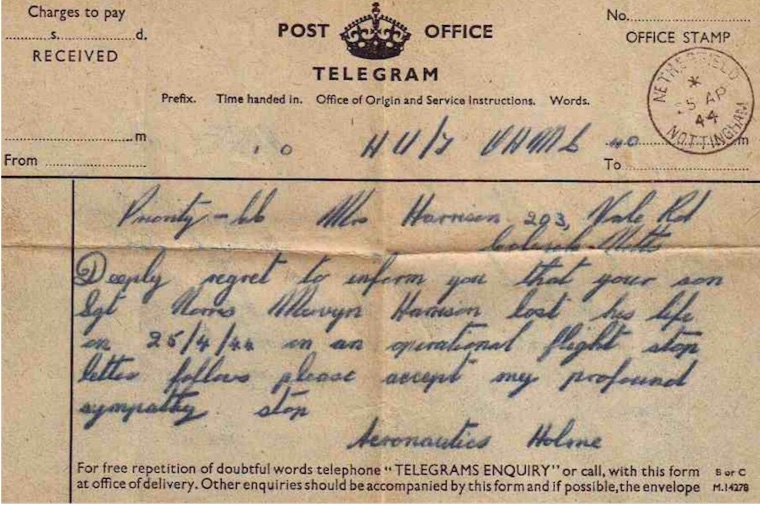 Charges to pay
s. d.
RECEIVED
POST OFFICE
TELEGRAM
Prefix. Time handed in. Office of Origin and Service Instructions. Words.
No.
OFFICE STAMP
NETHERFIELD
25 AP
44
NOTTINGHAM
m
From
40
m
To
Priority - Mrs Harrison 203, Vale Rd
Colwick Notts
Deeply regret to inform you that your son
Sgt Norris Mervyn Harrison lost his life
on 25/4/44 in an operational flight stop
letter follows please accept my profound
sympathy stop
Aeronautics Holme
For free repetition of doubtful words telephone "TELEGRAMS ENQUIRY" or call, with this form
at office of delivery. Other enquiries should be accompanied by this form and if possible, the envelope
B or C
M.14278